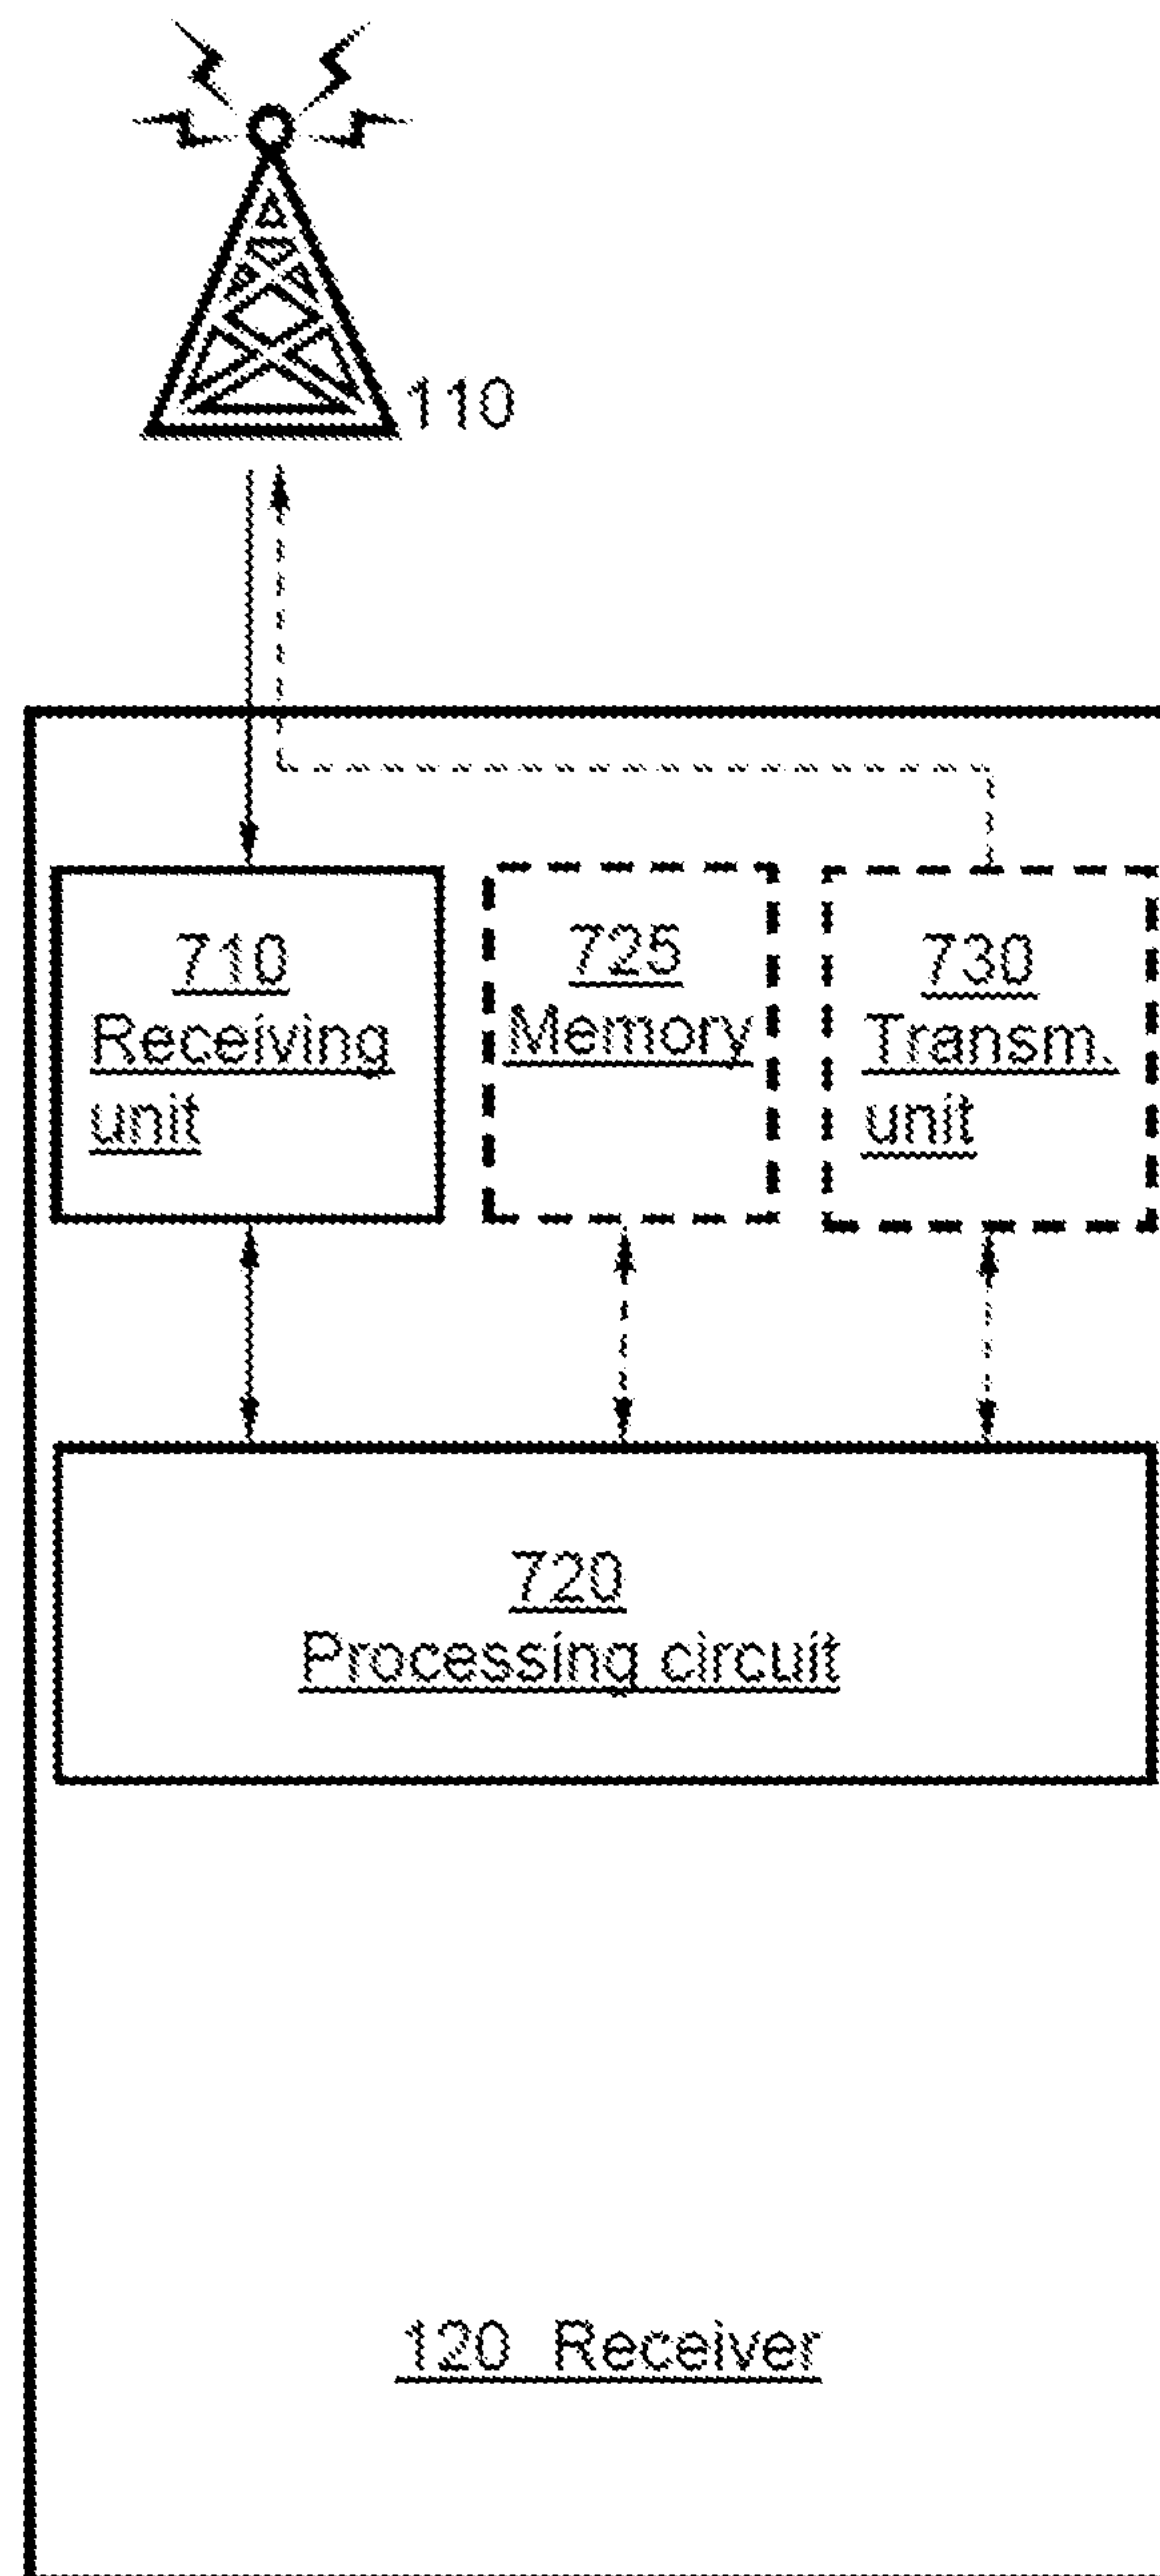 110
710
Receiving
unit
725
Memory
730
Transm.
unit
720
Processing circuit
120 Receiver